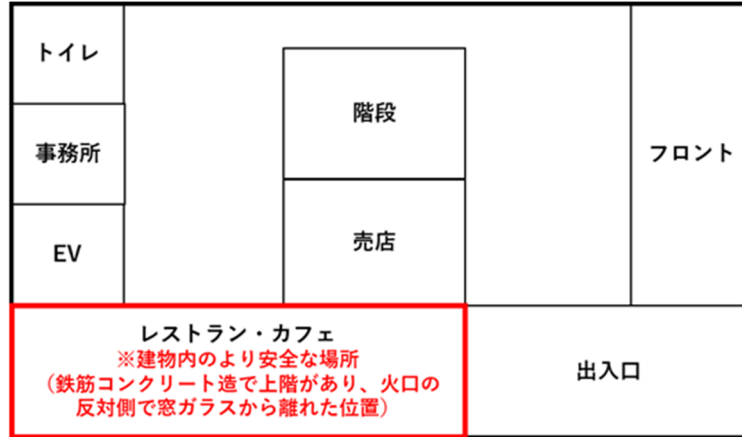 トイレ
事務所
EV
階段
売店
フロント
レストラン・カフェ
※建物内のより安全な場所
（鉄筋コンクリート造で上階があり、火口の
反対側で窓ガラスから離れた位置）
出入口